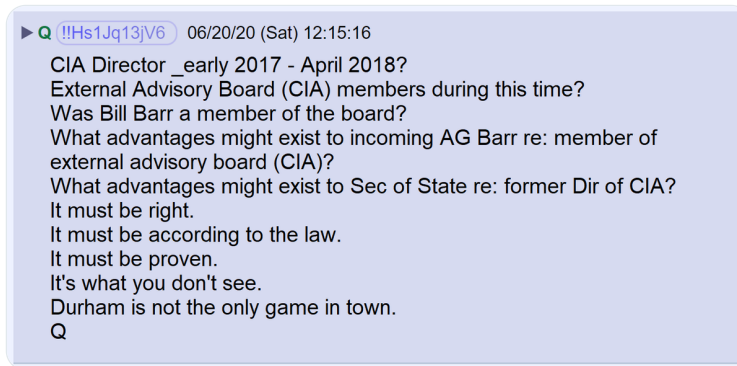 ▶ Q !!Hs1Jq13jV6 06/20/20 (Sat) 12:15:16
CIA Director _early 2017 - April 2018?
External Advisory Board (CIA) members during this time?
Was Bill Barr a member of the board?
What advantages might exist to incoming AG Barr re: member of
external advisory board (CIA)?
What advantages might exist to Sec of State re: former Dir of CIA?
It must be right.
It must be according to the law.
It must be proven.
It's what you don't see.
Durham is not the only game in town.
Q